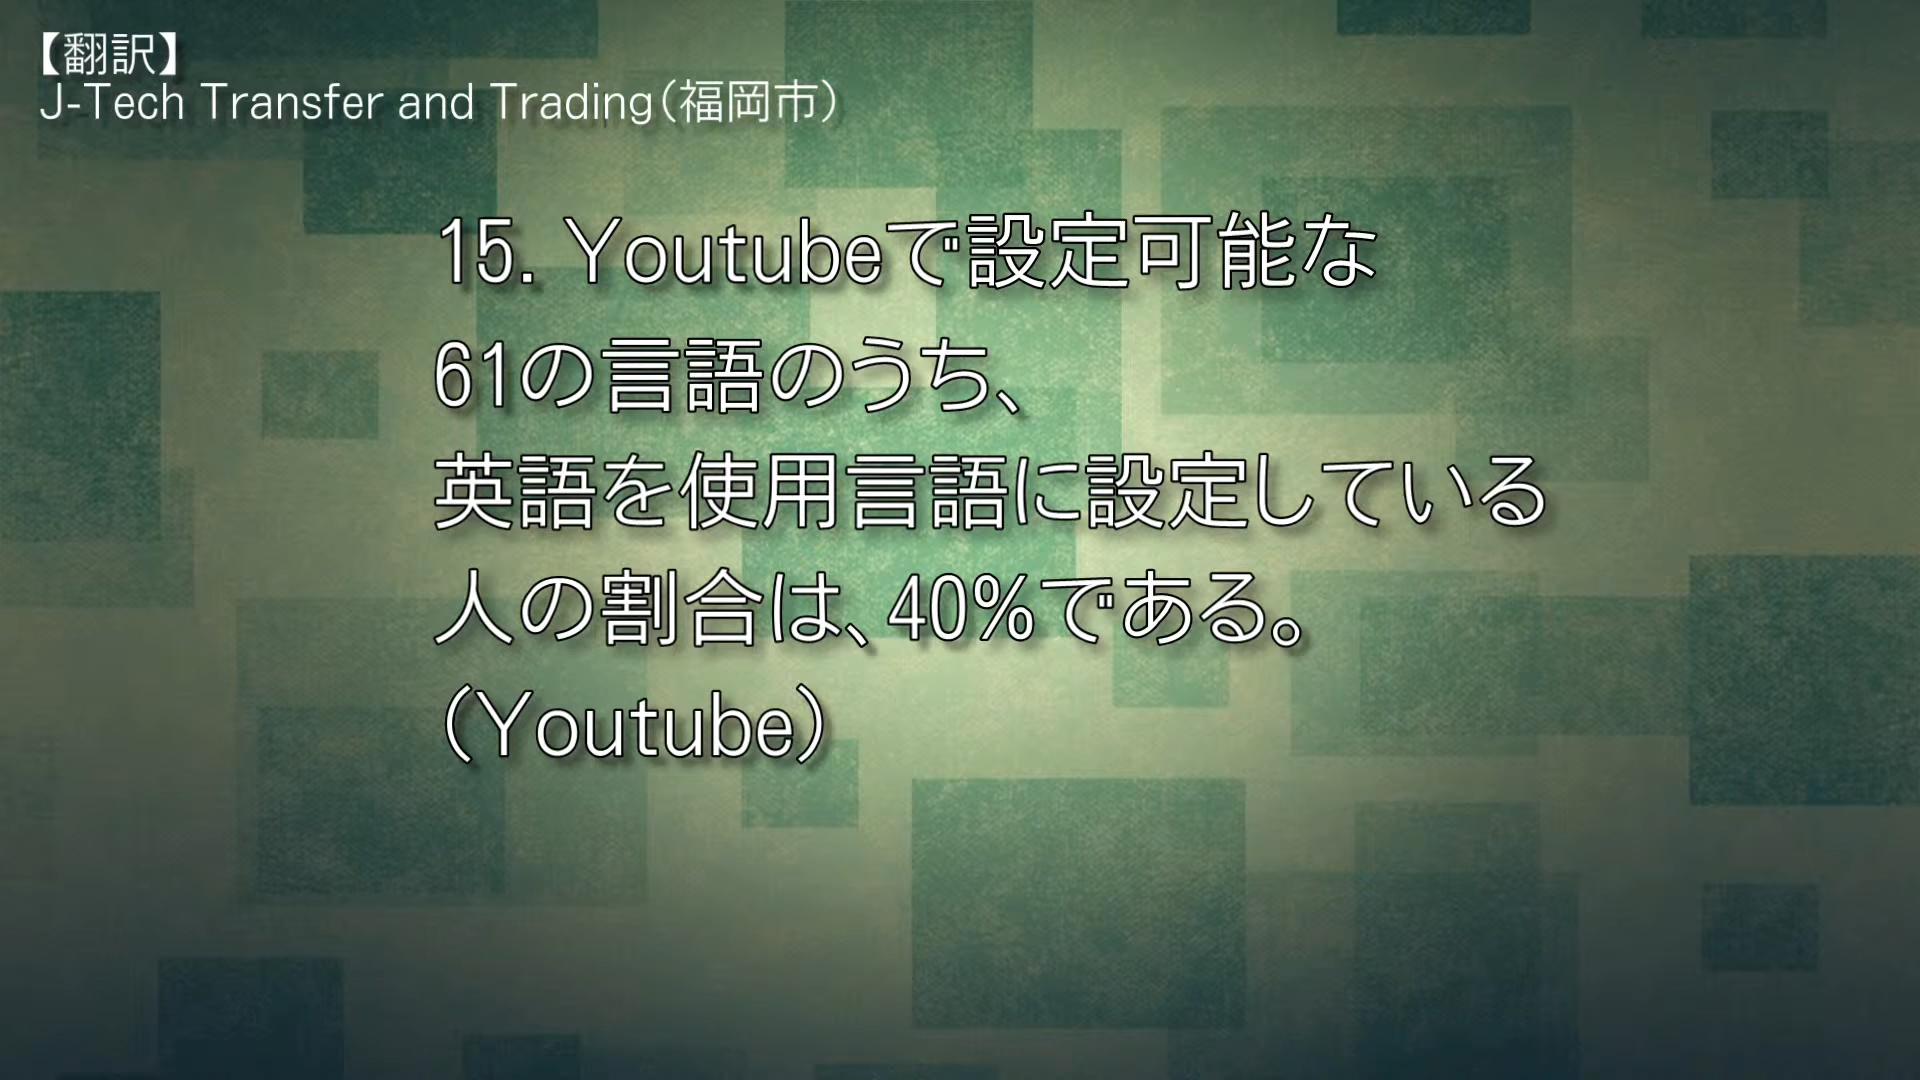 【翻訳】
J-Tech Transfer and Trading（福岡市）
15. Youtubeで設定可能な
61の言語のうち、
英語を使用言語に設定している
人の割合は、40%である。
（Youtube）